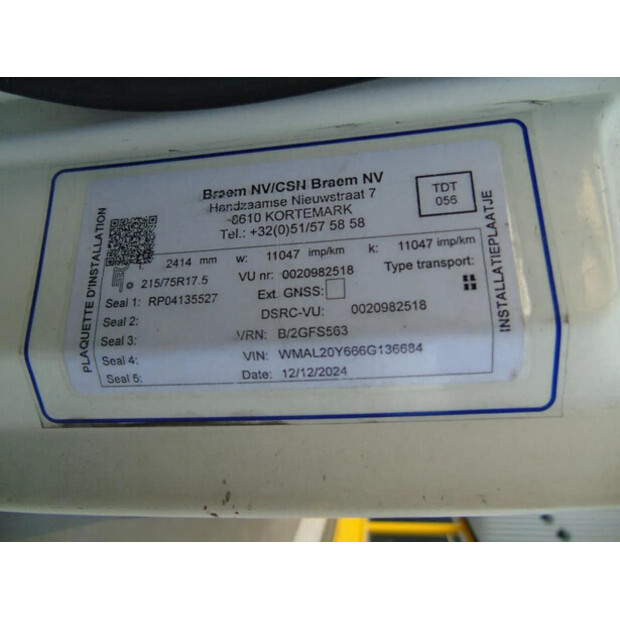 PLAQUETTE D'INSTALLATION
Braem NV/CSN Braem NV
Handzaamse Nieuwstraat 7
8610 KORTEMARK
Tel.: +32(0)51/57 58 58
TDT
056
2414 mm w: 11047 imp/km k: 11047 imp/km
215/75R17.5 VU nr: 0020982518 Type transport:
Seal 1: RP04135527 Ext. GNSS:
Seal 2: DSRC-VU: 0020982518
Seal 3: VRN: B/2GFS563
Seal 4: VIN: WMAL20Y666G136684
Seal 5: Date: 12/12/2024
INSTALLATIEPLAATJE